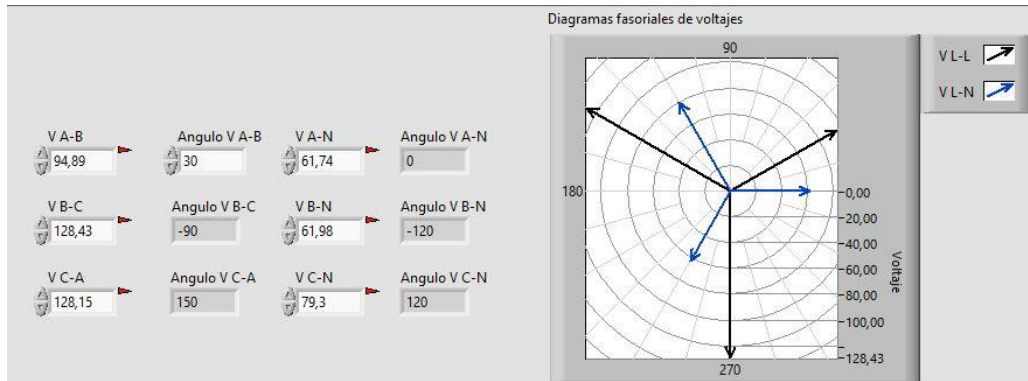 Diagramas fasoriales de voltajes
V A-B Angulo V A-B V A-N Angulo V A-N
94,89 30 61,74 0
V B-C Angulo V B-C V B-N Angulo V B-N
128,43 -90 61,98 -120
V C-A Angulo V C-A V C-N Angulo V C-N
128,15 150 79,3 120
90
180
270
0,00
-20,00
-40,00
-60,00
-80,00
-100,00
-128,43
Voltaje
V L-L
V L-N